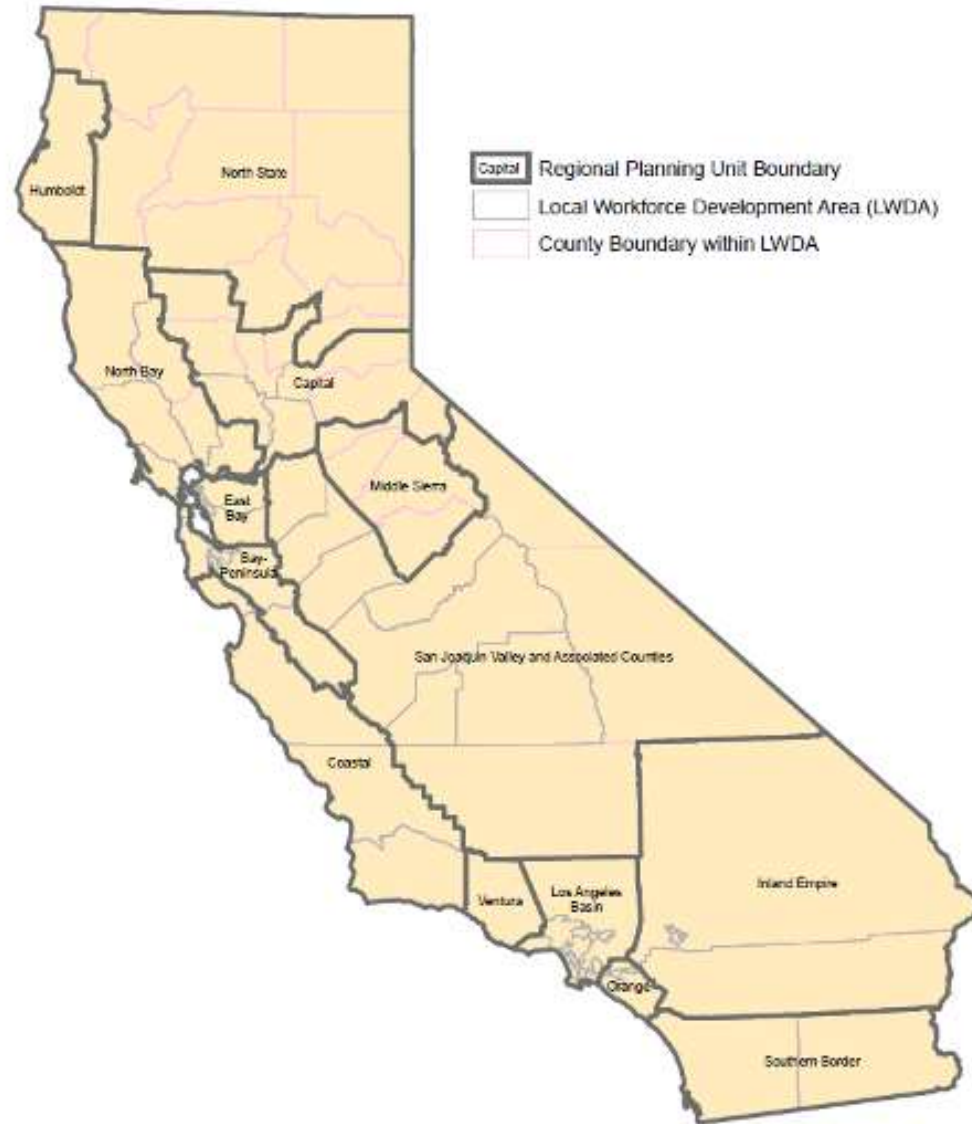 Capital Regional Planning Unit Boundary
Local Workforce Development Area (LWDA)
County Boundary within LWDA
North State
Humboldt
North Bay
Capital
Middle Sierra
East
Bay
Bay-
Peninsula
San Joaquin Valley and Associated Counties
Coastal
Inland Empire
Ventura
Los Angeles
Basin
Orange
Southern Border